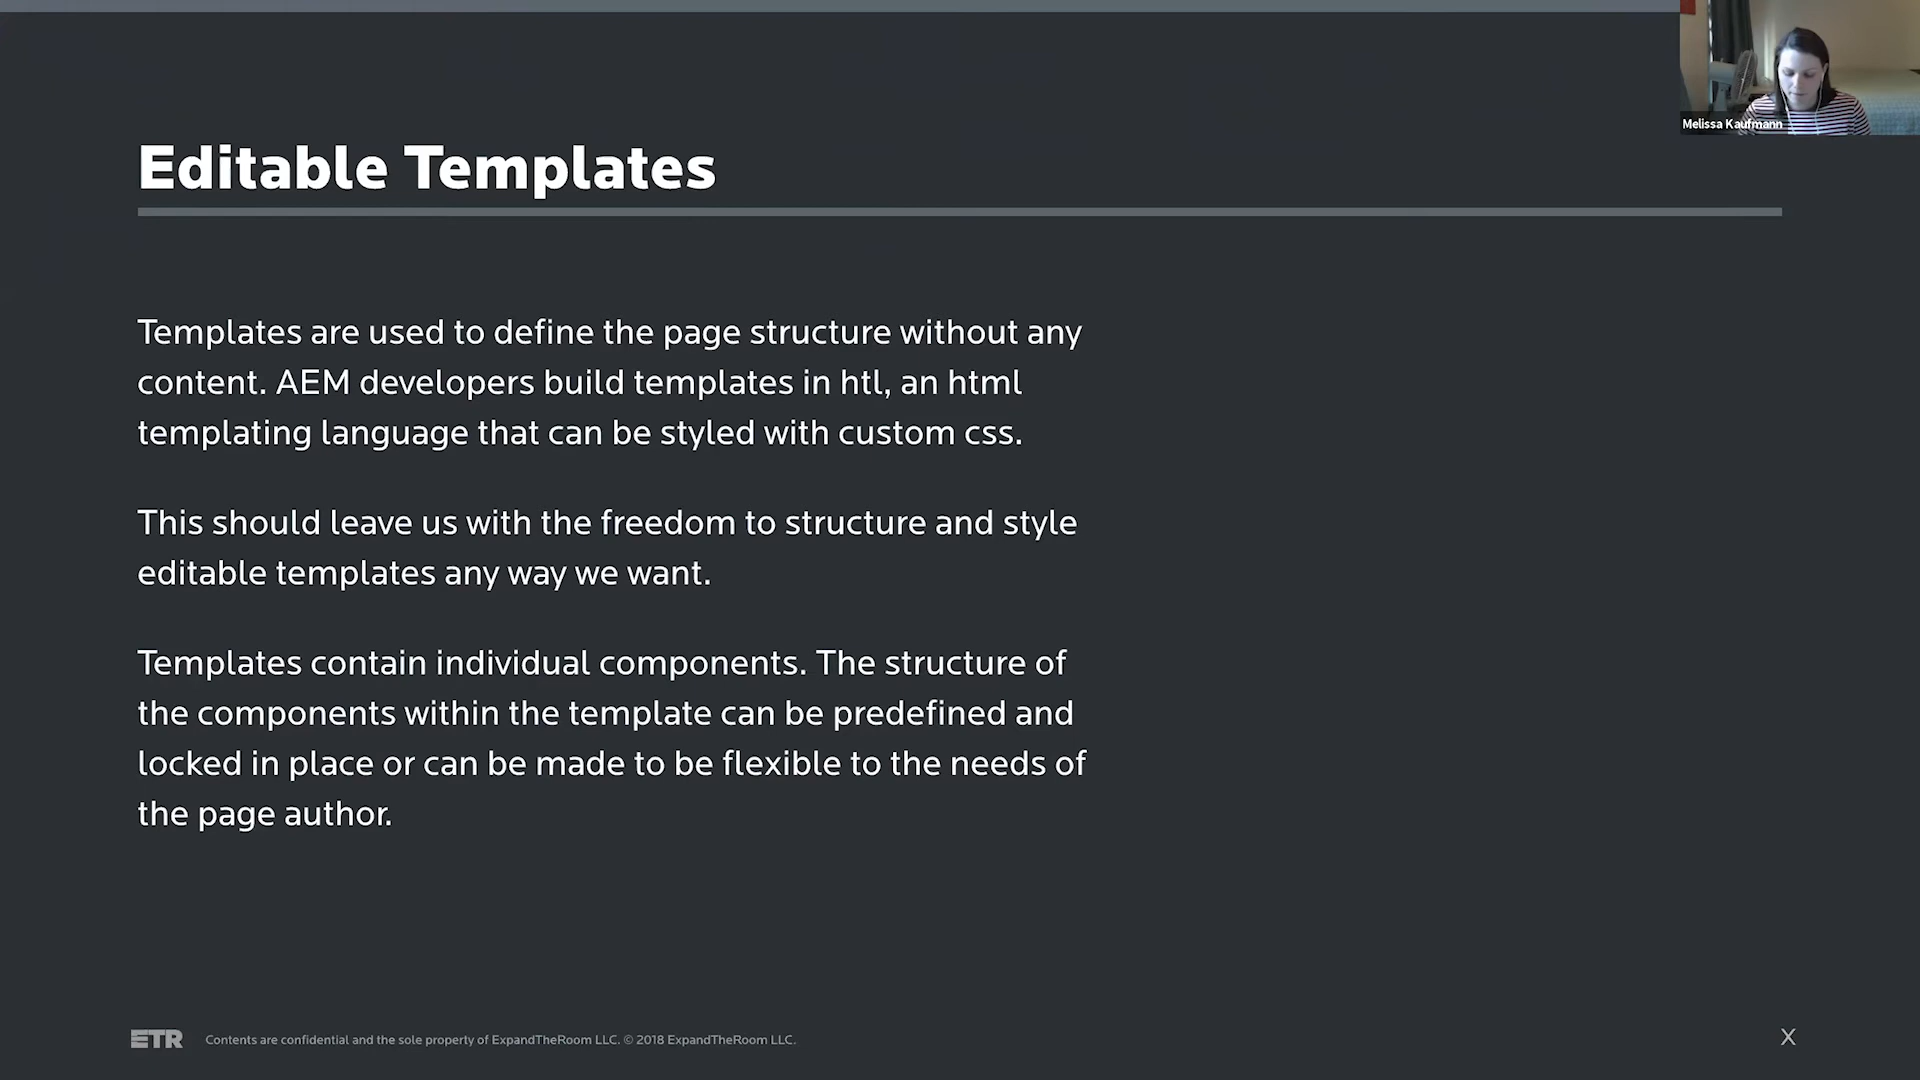 Melissa Kaufmann
Editable Templates
Templates are used to define the page structure without any
content. AEM developers build templates in htl, an html
templating language that can be styled with custom css.
This should leave us with the freedom to structure and style
editable templates any way we want.
Templates contain individual components. The structure of
the components within the template can be predefined and
locked in place or can be made to be flexible to the needs of
the page author.
ETR
Contents are confidential and the sole property of ExpandTheRoom LLC. © 2018 ExpandTheRoom LLC.
X